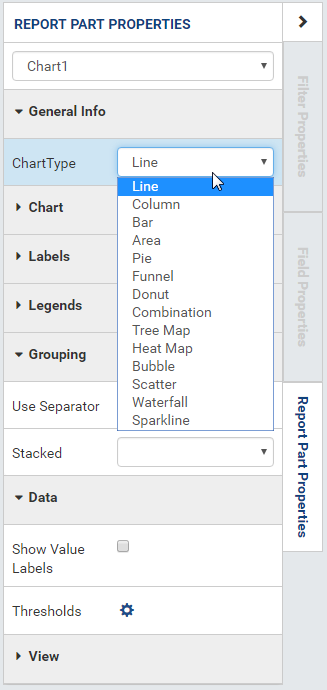 REPORT PART PROPERTIES
Chart1
General Info
ChartType
Line
Line
Column
Bar
Area
Pie
Funnel
Donut
Combination
Tree Map
Heat Map
Bubble
Scatter
Waterfall
Sparkline
Chart
Labels
Legends
Grouping
Use Separator
Stacked
Data
Show Value
Labels
Thresholds
View
Filter Properties
Field Properties
Report Part Properties